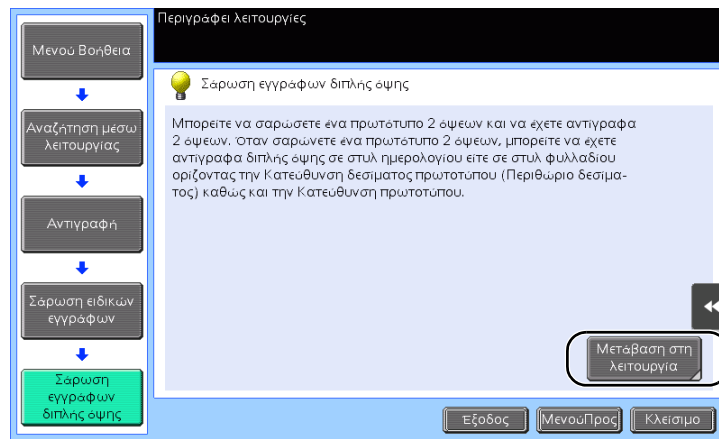 Περιγράφει λειτουργίες
Μενού Βοήθεια
Αναζήτηση μέσω
λειτουργίας
Αντιγραφή
Σάρωση ειδικών
εγγράφων
Σάρωση
εγγράφων
διπλής όψης
Σάρωση εγγράφων διπλής όψης
Μπορείτε να σαρώσετε ένα πρωτότυπο 2 όψεων και να έχετε αντίγραφα
2 όψεων. Όταν σαρώνετε ένα πρωτότυπο 2 όψεων, μπορείτε να έχετε
αντίγραφα διπλής όψης σε στυλ ημερολογίου είτε σε στυλ φυλλαδίου
ορίζοντας την Κατεύθυνση δεσίματος πρωτοτύπου (Περιθώριο δεσίμα-
τος) καθώς και την Κατεύθυνση πρωτοτύπου.
Μετάβαση στη
λειτουργία
Έξοδος
ΜενούΠρος
Κλείσιμο